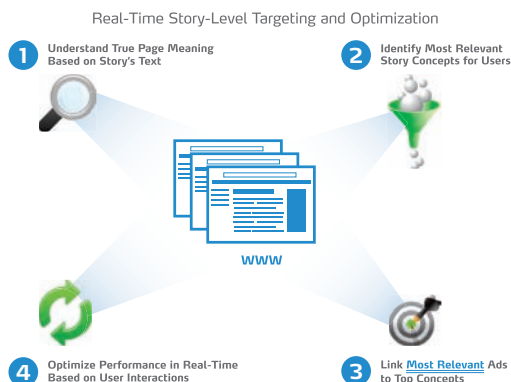 Real-Time Story-Level Targeting and Optimization
1
Understand True Page Meaning
Based on Story's Text
2
Identify Most Relevant
Story Concepts for Users
www
4
Optimize Performance in Real-Time
Based on User Interactions
3
Link Most Relevant Ads
to Top Concepts